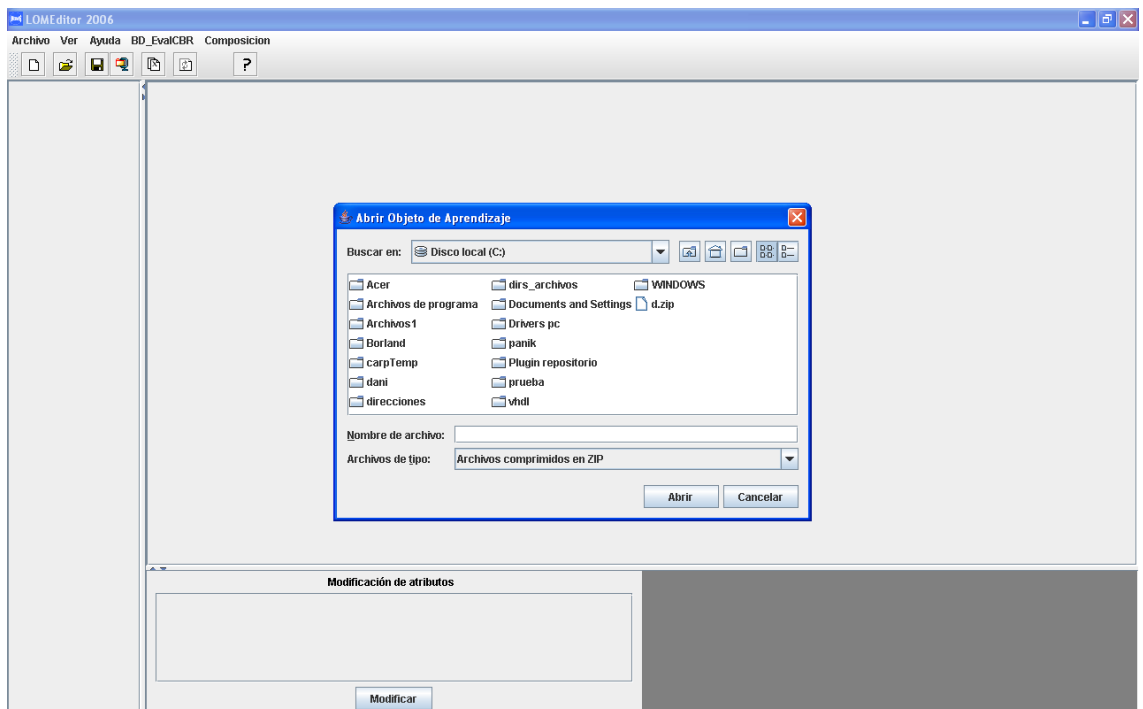 LOMEditor 2006
Archivo Ver Ayuda BD_EvalCBR Composicion
?
Abrir Objeto de Aprendizaje
Buscar en: Disco local (C:)
Acer dirs_archivos WINDOWS
Archivos de programa Documents and Settings d.zip
Archivos1 Drivers pc
Borland panik
carpTemp Plugin repositorio
dani prueba
direcciones vhdl
Nombre de archivo:
Archivos de tipo: Archivos comprimidos en ZIP
Abrir Cancelar
Modificación de atributos
Modificar